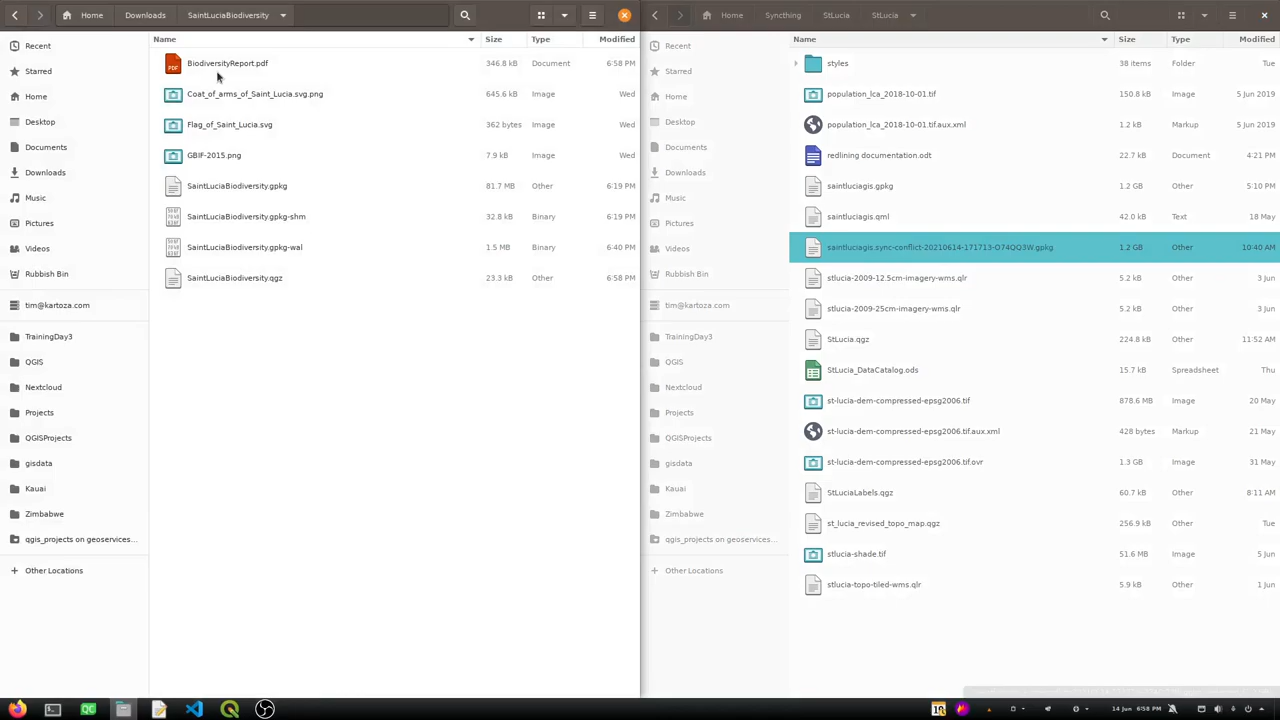 Home Downloads SaintLuciaBiodiversity
Name Size Type Modified
Recent
Starred
Home
Desktop
Documents
Downloads
Music
Pictures
Videos
Rubbish Bin
tim@kartoza.com
TrainingDay3
QGIS
Nextcloud
Projects
QGISProjects
gisdata
Kauai
Zimbabwe
qgis_projects on geoservices...
Other Locations
BiodiversityReport.pdf 346.8 kB Document 6:58 PM
Coat_of_arms_of_Saint_Lucia.svg.png 645.6 kB Image Wed
Flag_of_Saint_Lucia.svg 362 bytes Image Wed
GBIF-2015.png 7.9 kB Image Wed
SaintLuciaBiodiversity.gpkg 81.7 MB Other 6:19 PM
SaintLuciaBiodiversity.gpkg-shm 32.8 kB Binary 6:19 PM
SaintLuciaBiodiversity.gpkg-wal 1.5 MB Binary 6:40 PM
SaintLuciaBiodiversity.qgz 23.3 kB Other 6:58 PM
Home Syncthing StLucia StLucia
Name Size Type Modified
Recent
Starred
Home
Desktop
Documents
Downloads
Music
Pictures
Videos
Rubbish Bin
tim@kartoza.com
TrainingDay3
QGIS
Nextcloud
Projects
QGISProjects
gisdata
Kauai
Zimbabwe
qgis_projects on geoservices...
Other Locations
styles 38 items Folder Tue
population_lca_2018-10-01.tif 150.8 kB Image 5 Jun 2019
population_lca_2018-10-01.tif.aux.xml 1.2 kB Markup 5 Jun 2019
redlining documentation.odt 22.7 kB Document 4:21 PM
saintluciagis.gpkg 1.2 GB Other 5:10 PM
saintluciagis.qml 42.0 kB Text 18 May
saintluciagis.sync-conflict-20210614-171713-O74QQ3W.gpkg 1.2 GB Other 10:40 AM
stlucia-2009-12.5cm-imagery-wms.qlr 5.2 kB Other 3 Jun
stlucia-2009-25cm-imagery-wms.qlr 5.2 kB Other 3 Jun
StLucia.qgz 224.8 kB Other 11:52 AM
StLucia_DataCatalog.ods 15.7 kB Spreadsheet Thu
st-lucia-dem-compressed-epsg2006.tif 878.6 MB Image 20 May
st-lucia-dem-compressed-epsg2006.tif.aux.xml 428 bytes Markup 21 May
st-lucia-dem-compressed-epsg2006.tif.ovr 1.3 GB Other 31 May
StLuciaLabels.qgz 60.7 kB Other 8:11 AM
st_lucia_revised_topo_map.qgz 256.9 kB Other Tue
stlucia-shade.tif 51.6 MB Image 5 Jun
stlucia-topo-tiled-wms.qlr 5.9 kB Other 1 Jun
14 Jun 6:58 PM